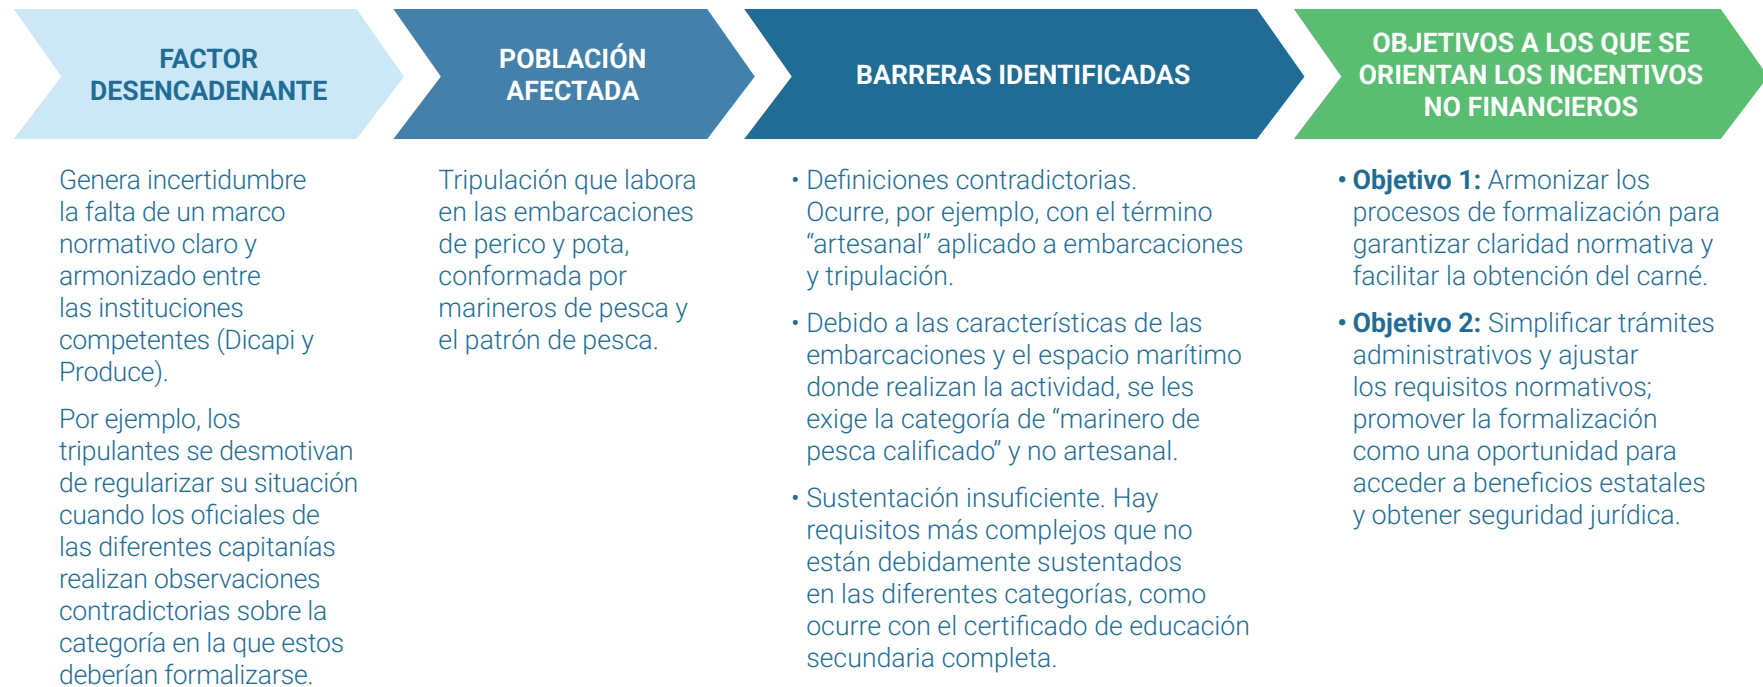 FACTOR
DESENCADENANTE
POBLACIÓN
AFECTADA
BARRERAS IDENTIFICADAS
OBJETIVOS A LOS QUE SE
ORIENTAN LOS INCENTIVOS
NO FINANCIEROS
Genera incertidumbre
la falta de un marco
normativo claro y
armonizado entre
las instituciones
competentes (Dicapi y
Produce).
Por ejemplo, los
tripulantes se desmotivan
de regularizar su situación
cuando los oficiales de
las diferentes capitanías
realizan observaciones
contradictorias sobre la
categoría en la que estos
deberían formalizarse.
Tripulación que labora
en las embarcaciones
de perico y pota,
conformada por
marineros de pesca y
el patrón de pesca.
• Definiciones contradictorias.
Ocurre, por ejemplo, con el término
“artesanal” aplicado a embarcaciones
y tripulación.
• Debido a las características de las
embarcaciones y el espacio marítimo
donde realizan la actividad, se les
exige la categoría de “marinero de
pesca calificado” y no artesanal.
• Sustentación insuficiente. Hay
requisitos más complejos que no
están debidamente sustentados
en las diferentes categorías, como
ocurre con el certificado de educación
secundaria completa.
• Objetivo 1: Armonizar los
procesos de formalización para
garantizar claridad normativa y
facilitar la obtención del carné.
• Objetivo 2: Simplificar trámites
administrativos y ajustar
los requisitos normativos;
promover la formalización
como una oportunidad para
acceder a beneficios estatales
y obtener seguridad jurídica.